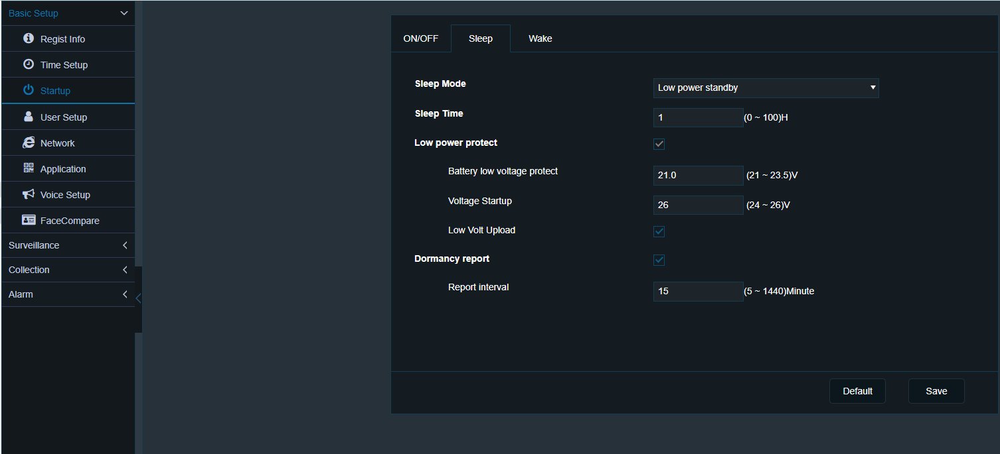 Basic Setup
Regist Info
Time Setup
Startup
User Setup
Network
Application
Voice Setup
FaceCompare
Surveillance
Collection
Alarm
ON/OFF Sleep Wake
Sleep Mode Low power standby
Sleep Time 1 (0 ~ 100)H
Low power protect
Battery low voltage protect 21.0 (21 ~ 23.5)V
Voltage Startup 26 (24 ~ 26)V
Low Volt Upload
Dormancy report
Report interval 15 (5 ~ 1440)Minute
Default Save